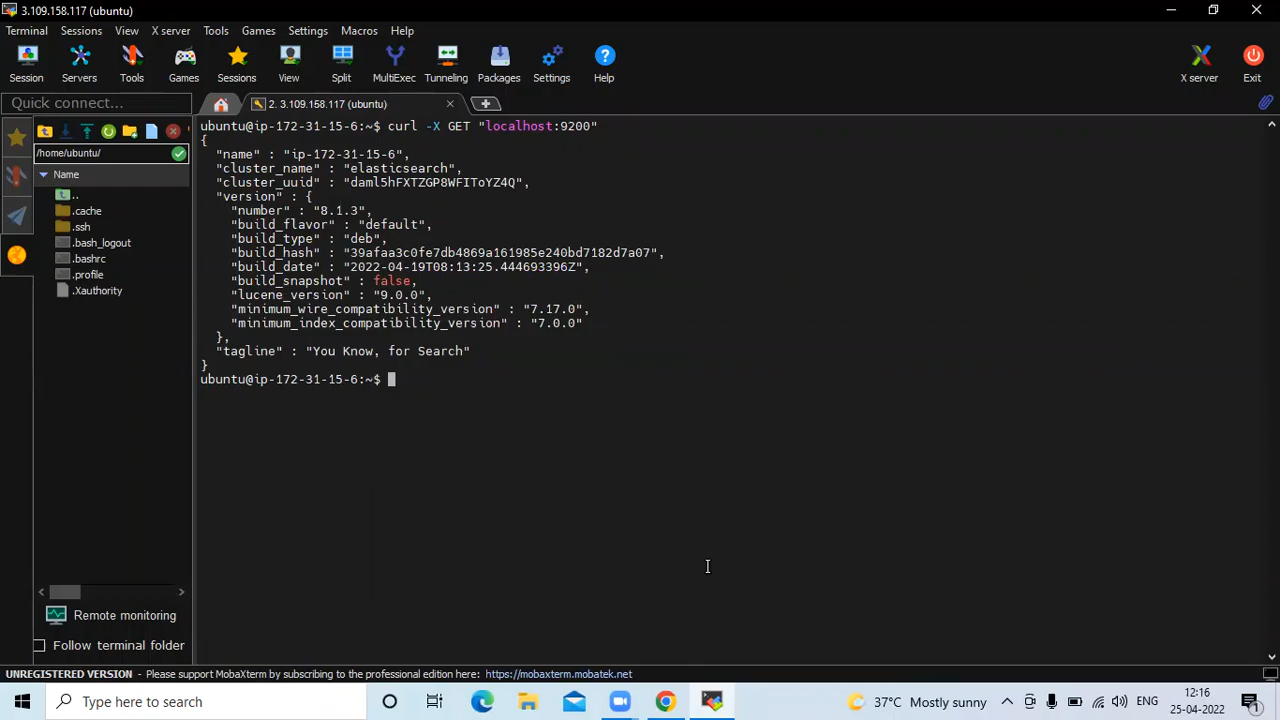 3.109.158.117 (ubuntu)
Terminal Sessions View X server Tools Games Settings Macros Help
Session Servers Tools Games Sessions View Split MultiExec Tunneling Packages Settings Help X server Exit
Quick connect...
2. 3.109.158.117 (ubuntu)
/home/ubuntu/
Name
..
.cache
.ssh
.bash_logout
.bashrc
.profile
.Xauthority
Remote monitoring
Follow terminal folder
ubuntu@ip-172-31-15-6:~$ curl -X GET "localhost:9200"
{
"name" : "ip-172-31-15-6",
"cluster_name" : "elasticsearch",
"cluster_uuid" : "daml5hFXTZGP8WFIToYZ4Q",
"version" : {
"number" : "8.1.3",
"build_flavor" : "default",
"build_type" : "deb",
"build_hash" : "39afaa3c0fe7db4869a161985e240bd7182d7a07",
"build_date" : "2022-04-19T08:13:25.444693396Z",
"build_snapshot" : false,
"lucene_version" : "9.0.0",
"minimum_wire_compatibility_version" : "7.17.0",
"minimum_index_compatibility_version" : "7.0.0"
},
"tagline" : "You Know, for Search"
}
ubuntu@ip-172-31-15-6:~$
UNREGISTERED VERSION - Please support MobaXterm by subscribing to the professional edition here: https://mobaxterm.mobatek.net
Type here to search
37°C Mostly sunny
ENG
12:16
25-04-2022
1